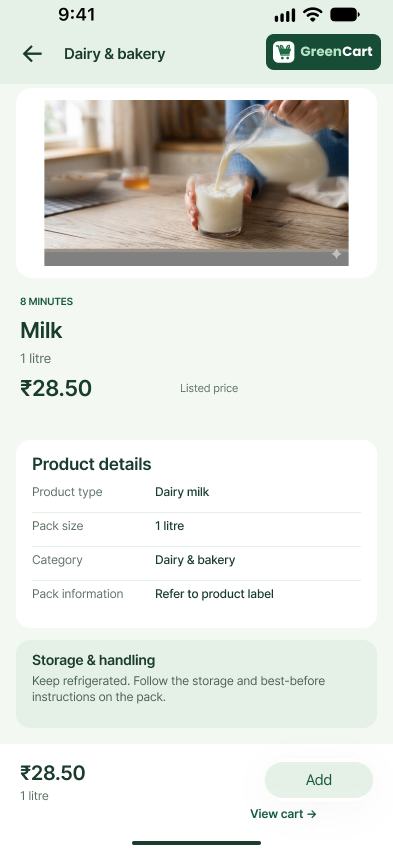 9:41
Dairy & bakery
GreenCart
8 MINUTES
Milk
1 litre
₹28.50 Listed price
Product details
Product type Dairy milk
Pack size 1 litre
Category Dairy & bakery
Pack information Refer to product label
Storage & handling
Keep refrigerated. Follow the storage and best-before
instructions on the pack.
₹28.50
1 litre
Add
View cart →